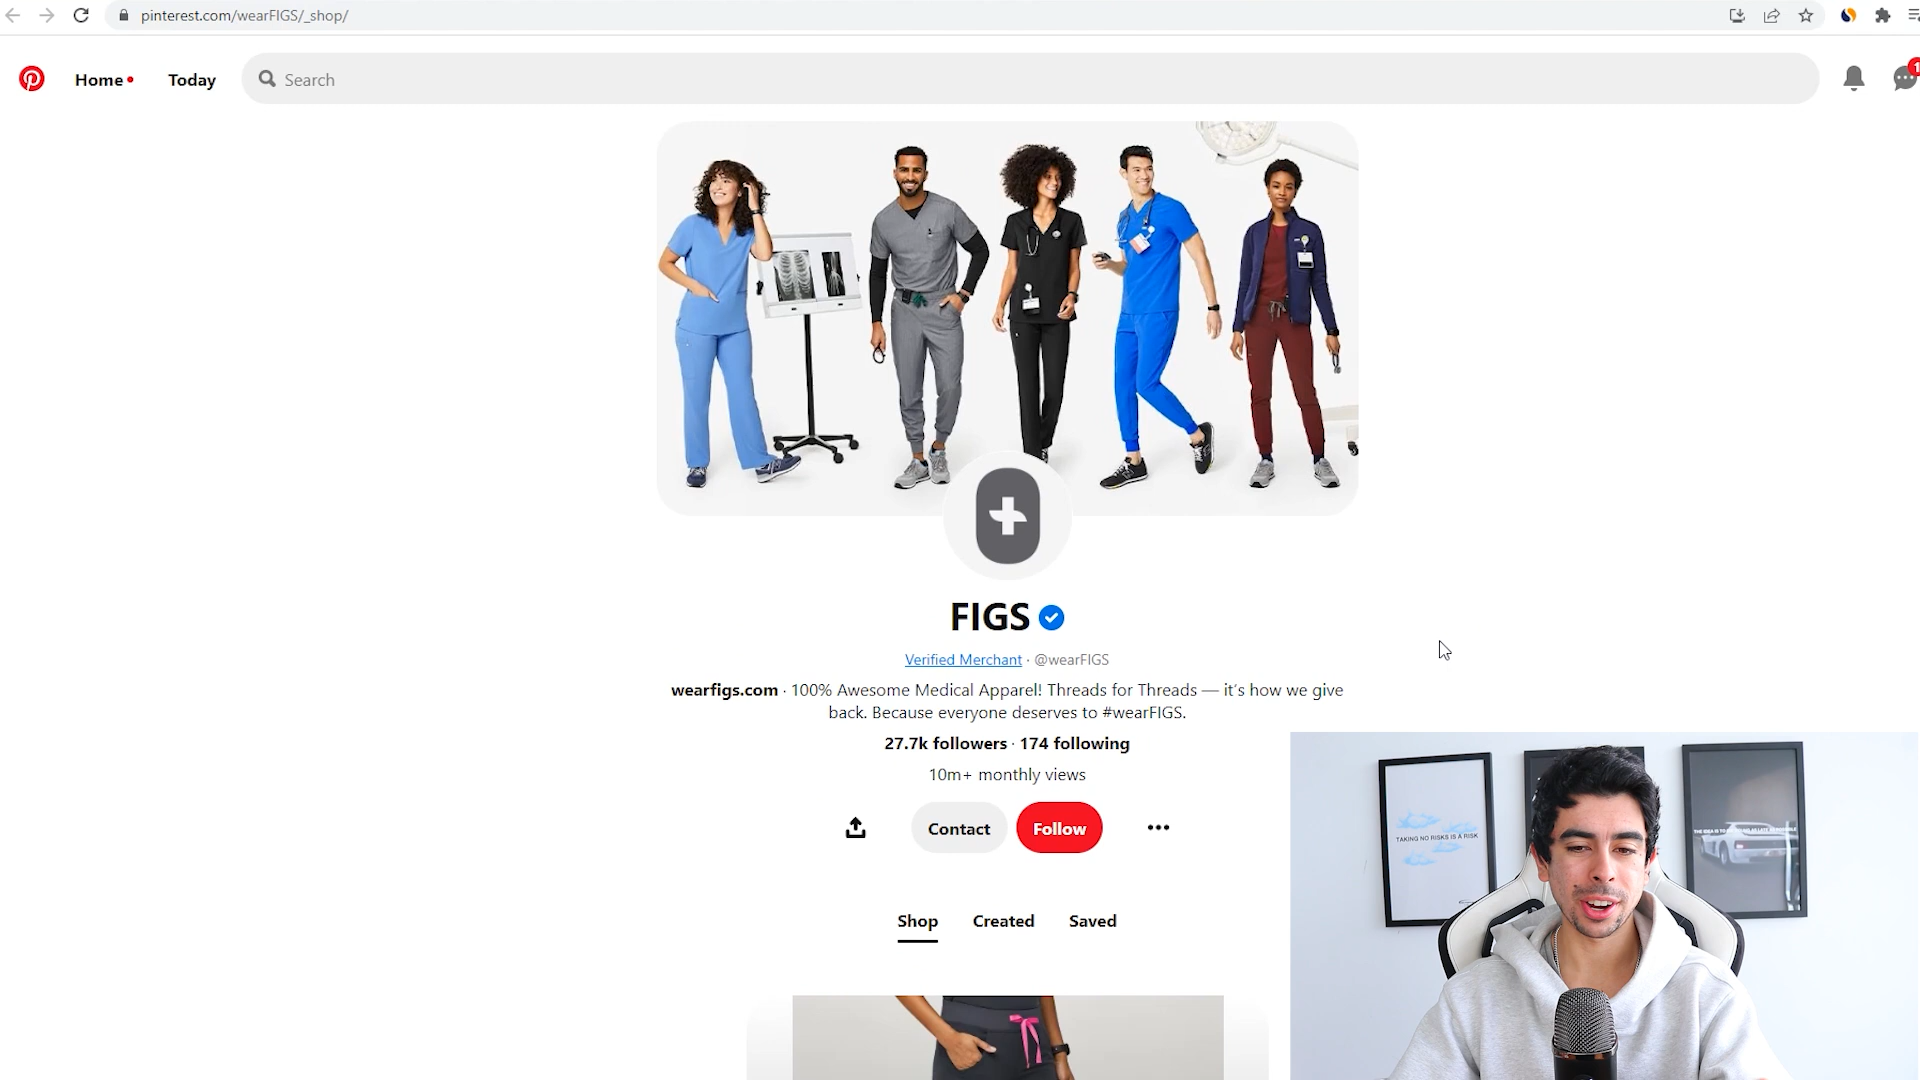 pinterest.com/wearFIGS/_shop/
Home
Today
Search
1
FIGS
Verified Merchant · @wearFIGS
wearfigs.com · 100% Awesome Medical Apparel! Threads for Threads — it's how we give
back. Because everyone deserves to #wearFIGS.
27.7k followers · 174 following
10m+ monthly views
Contact
Follow
Shop
Created
Saved
TAKING NO RISKS IS A RISK